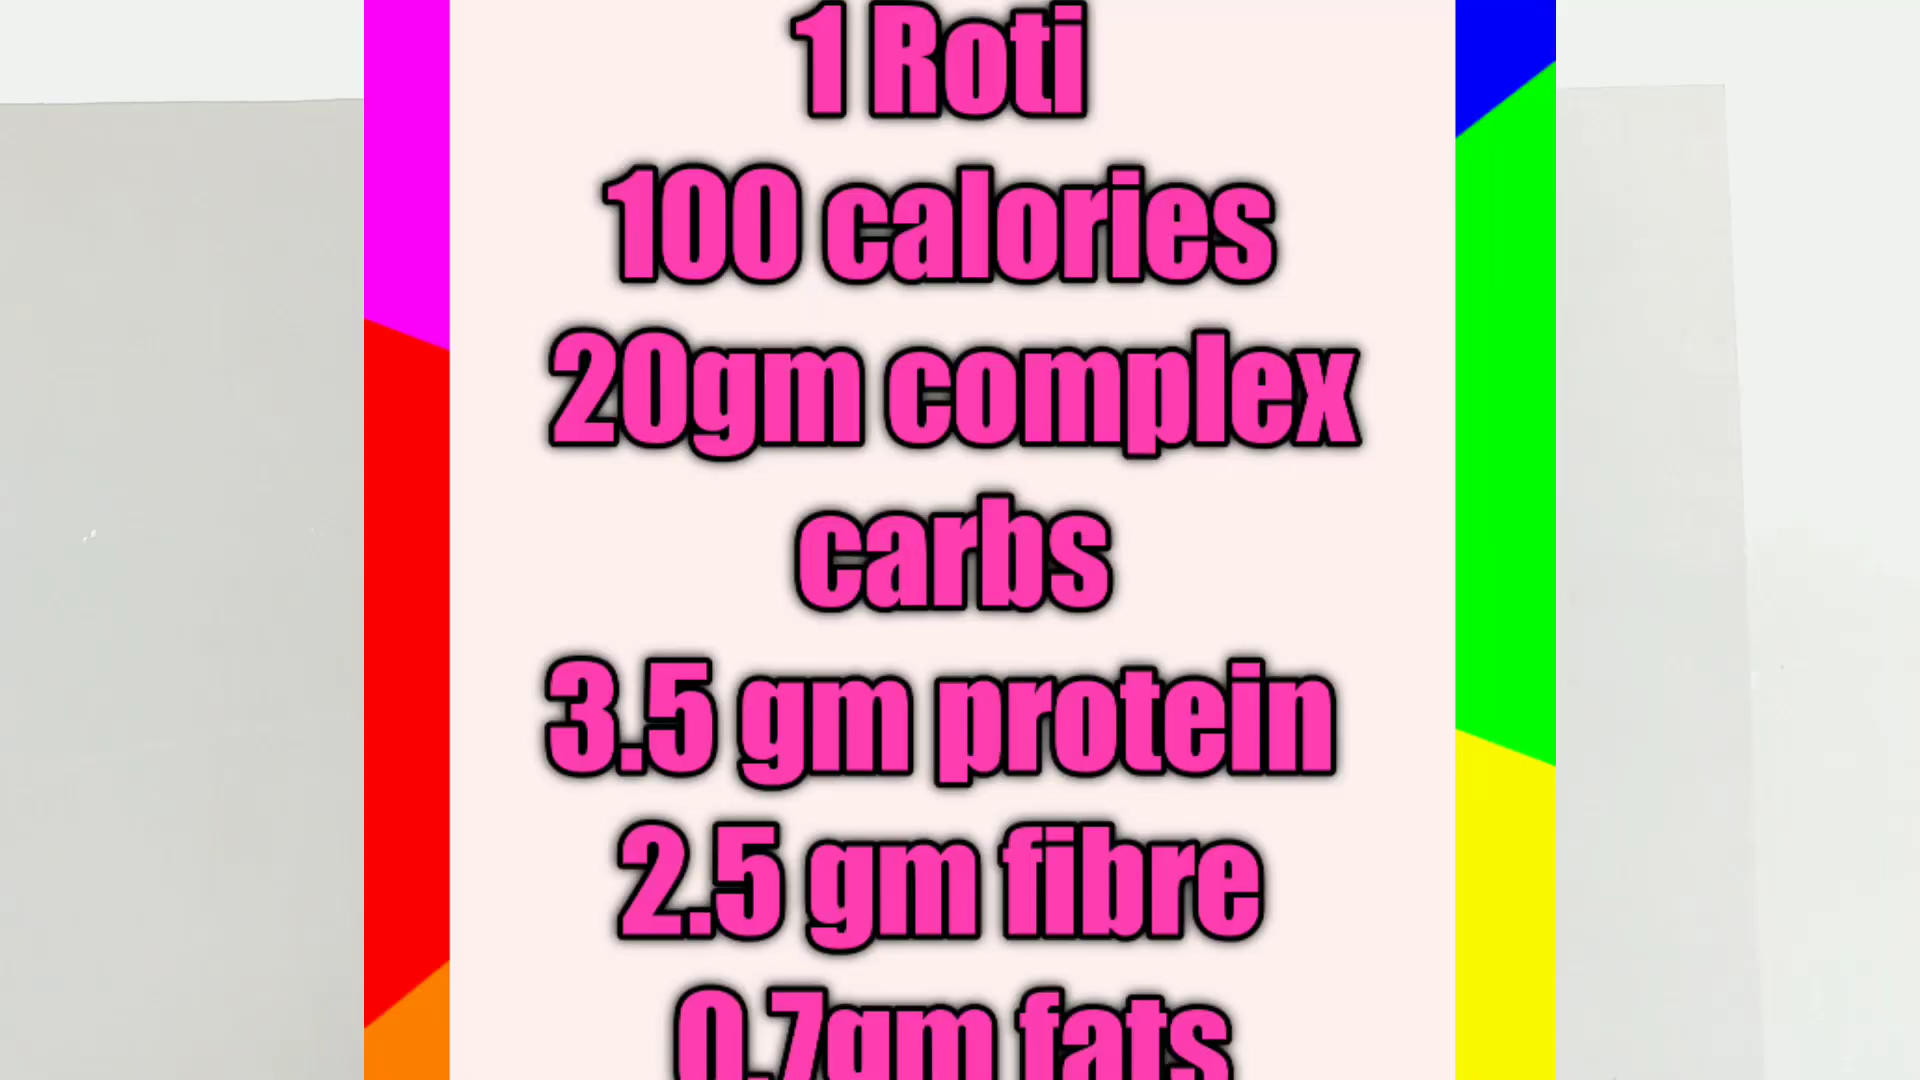 1 Roti
100 calories
20gm complex
carbs
3.5 gm protein
2.5 gm fibre
0.7gm fats